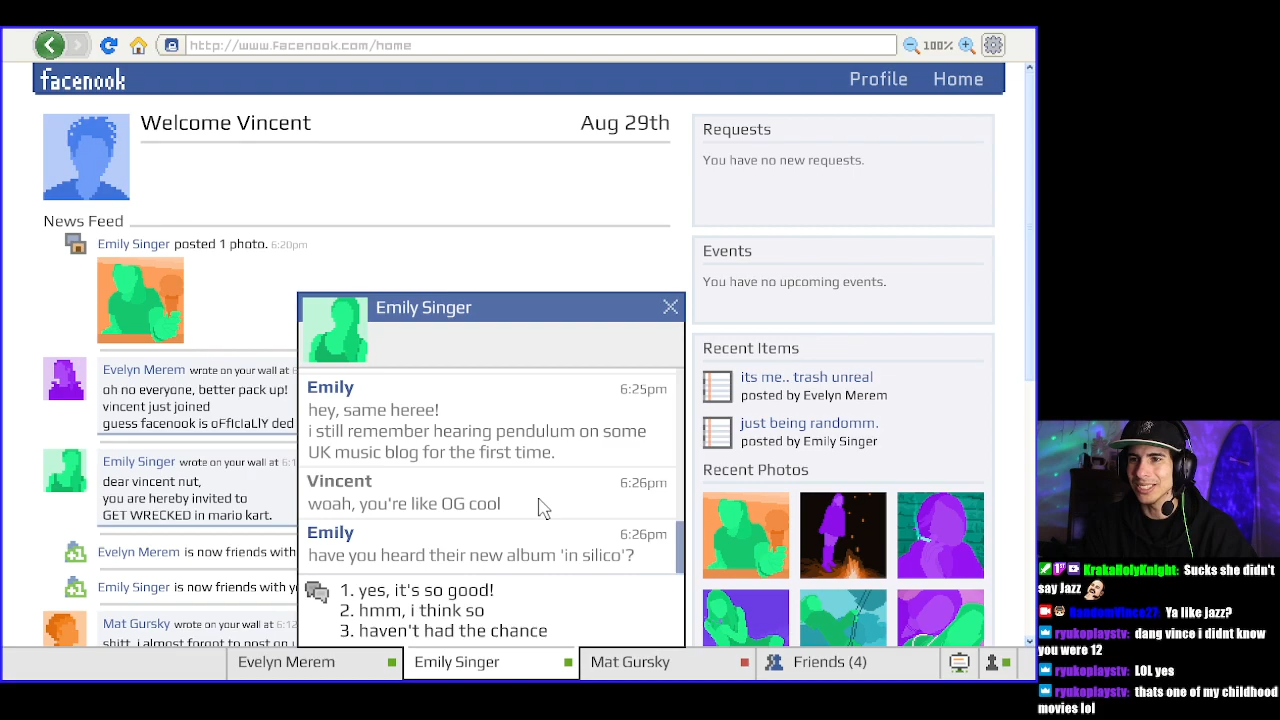 http://www.facenook.com/home
100%
facenook
Profile Home
Welcome Vincent
Aug 29th
News Feed
Emily Singer posted 1 photo. 6:20pm
Evelyn Merem wrote on your wall at 6
oh no everyone, better pack up!
vincent just joined
guess facenook is oFfIcIaLlY ded
Emily Singer wrote on your wall at 6:1
dear vincent nut,
you are hereby invited to
GET WRECKED in mario kart.
Evelyn Merem is now friends with
Emily Singer is now friends with y
Mat Gursky wrote on your wall at 6:12
shitt, i almost forgot to post on
Emily Singer
Emily 6:25pm
hey, same heree!
i still remember hearing pendulum on some
UK music blog for the first time.
Vincent 6:26pm
woah, you're like OG cool
Emily 6:26pm
have you heard their new album 'in silico'?
1. yes, it's so good!
2. hmm, i think so
3. haven't had the chance
Requests
You have no new requests.
Events
You have no upcoming events.
Recent Items
its me.. trash unreal
posted by Evelyn Merem
just being randomm.
posted by Emily Singer
Recent Photos
Evelyn Merem
Emily Singer
Mat Gursky
Friends (4)
KrakaHolyKnight: Sucks she didn't
say Jazz
RandomVince27: Ya like jazz?
ryukoplaystv: dang vince i didnt know
you were 12
ryukoplaystv: LOL yes
ryukoplaystv: thats one of my childhood
movies lol